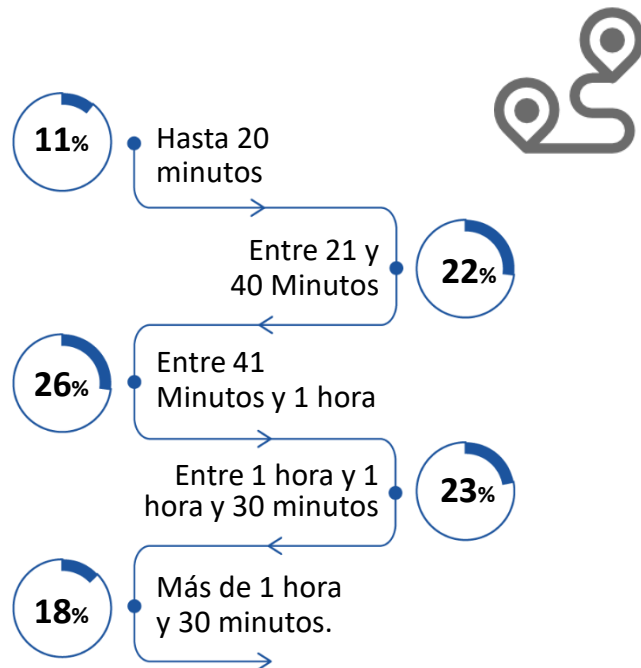 11%
Hasta 20
minutos
Entre 21 y
40 Minutos
22%
26%
Entre 41
Minutos y 1 hora
Entre 1 hora y 1
hora y 30 minutos
23%
18%
Más de 1 hora
y 30 minutos.